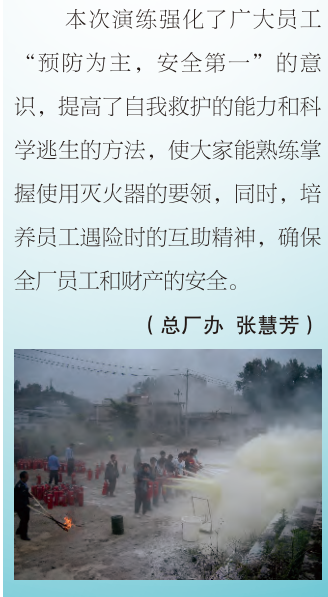 本次演练强化了广大员工
“预防为主，安全第一”的意
识，提高了自我救护的能力和科
学逃生的方法，使大家能熟练掌
握使用灭火器的要领，同时，培
养员工遇险时的互助精神，确保
全厂员工和财产的安全。
（总厂办 张慧芳）